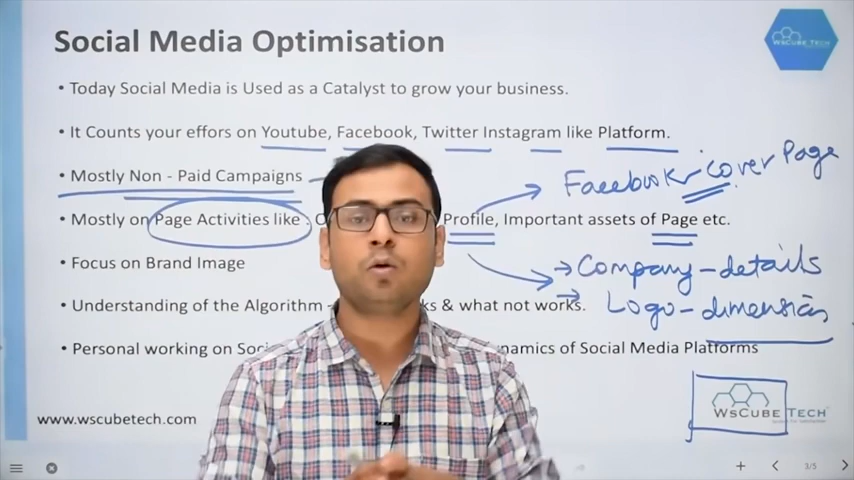 Social Media Optimisation
WsCube Tech
• Today Social Media is Used as a Catalyst to grow your business.
• It Counts your effors on Youtube, Facebook, Twitter Instagram like Platform.
• Mostly Non - Paid Campaigns
Facebook cover Page
• Mostly on Page Activities like : Profile, Important assets of Page etc.
• Focus on Brand Image
Company - details
• Understanding of the Algorithm - & what not works.
Logo - dimension
• Personal working on of Social Media Platforms
www.wscubetech.com
WsCube Tech
3/5